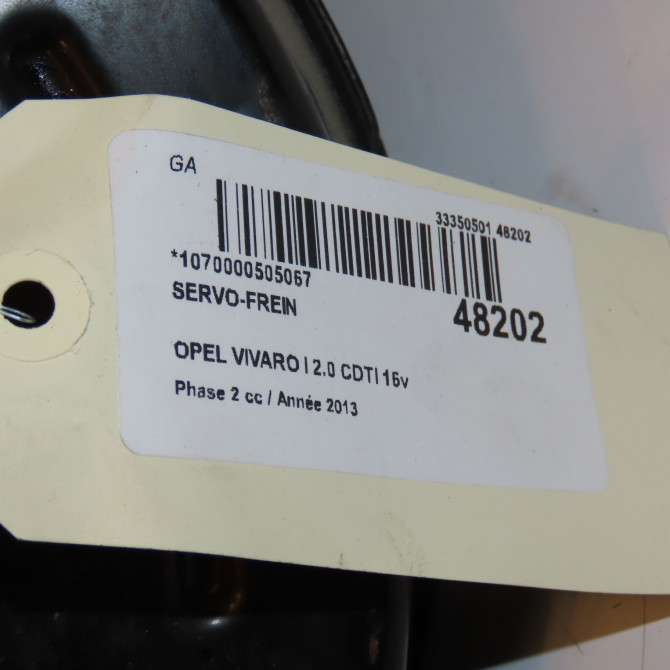 GA
33350501 48202
*1070000505067
48202
SERVO-FREIN
OPEL VIVARO I 2.0 CDTI 16v
Phase 2 cc / Année 2013